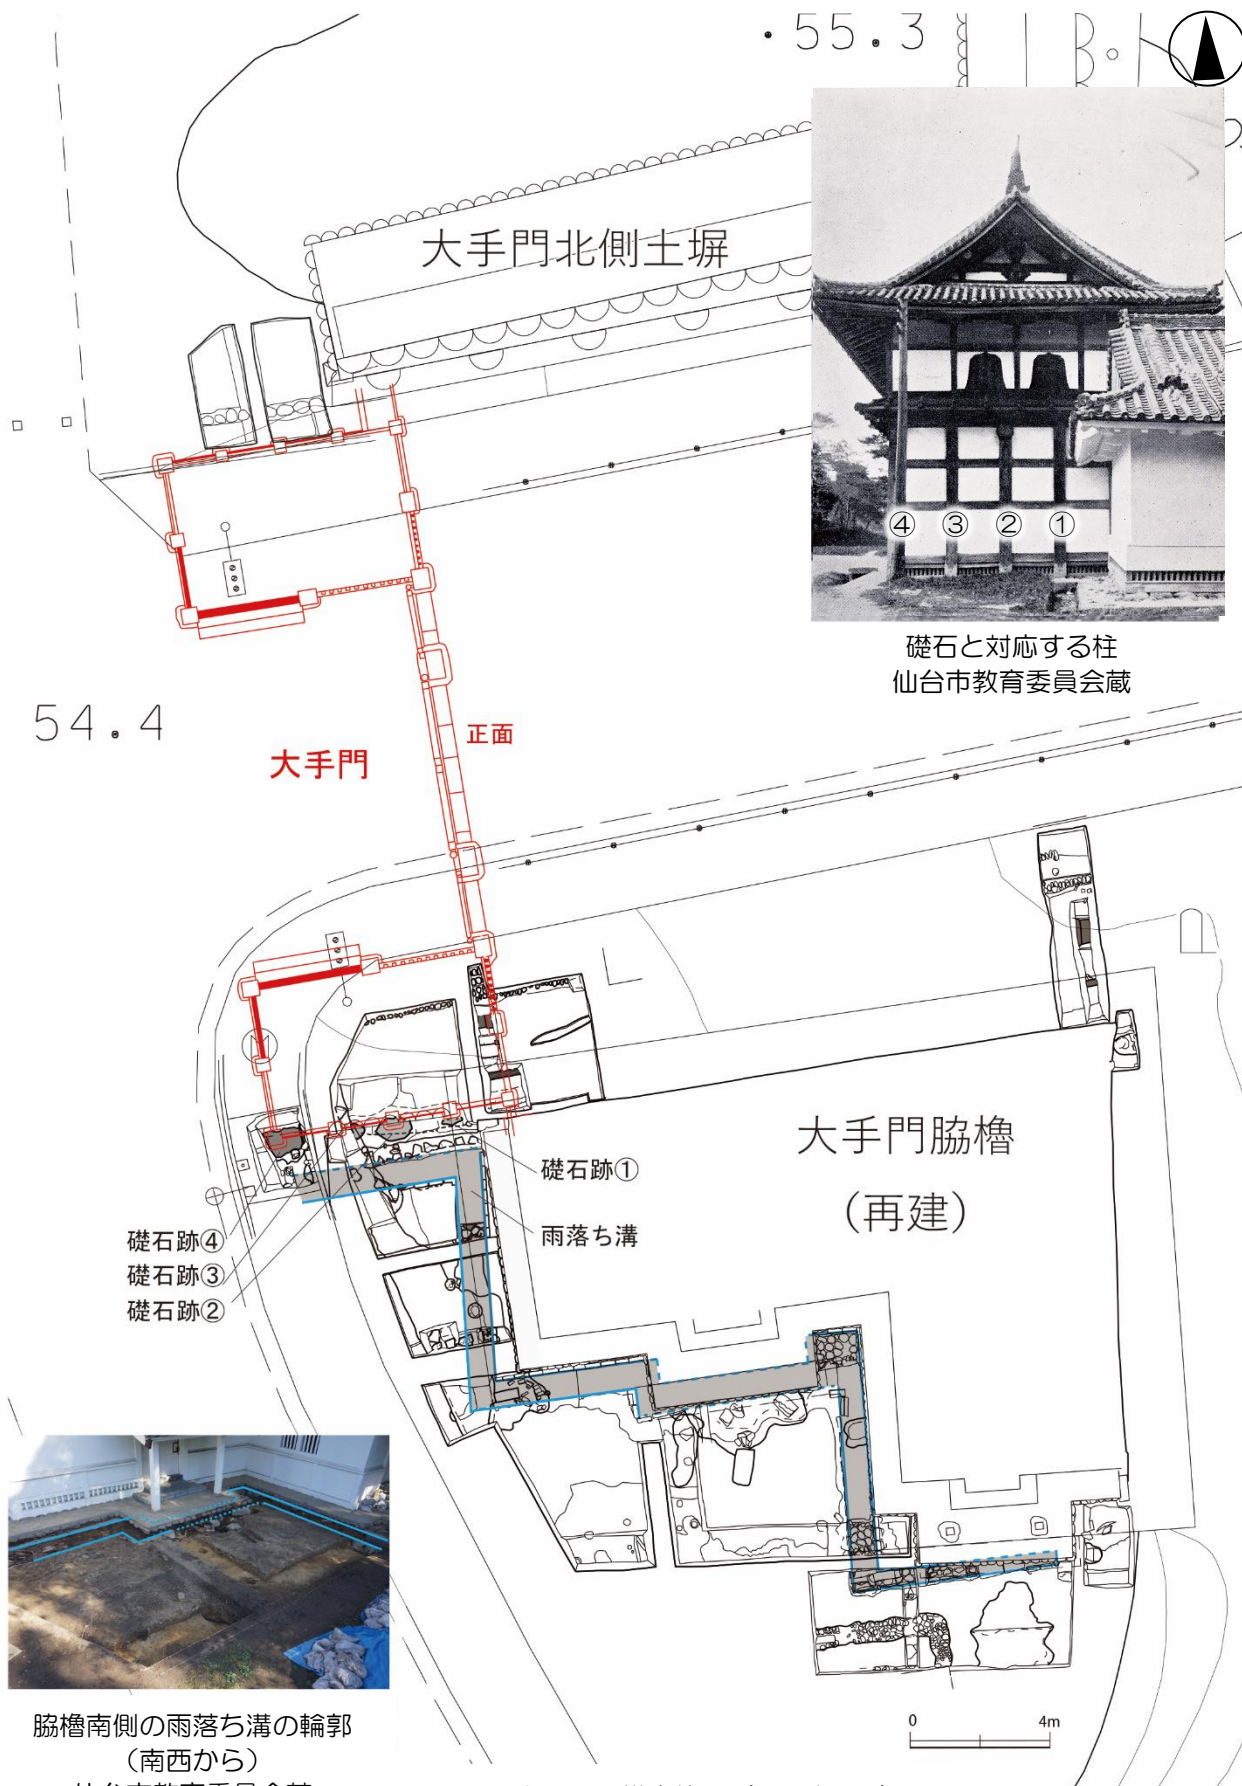 55.3
大手門北側土塀
④ ③ ② ①
礎石と対応する柱
仙台市教育委員会蔵
54.4
大手門
正面
大手門脇櫓
（再建）
礎石跡①
雨落ち溝
礎石跡④
礎石跡③
礎石跡②
脇櫓南側の雨落ち溝の輪郭
（南西から）
0 4m